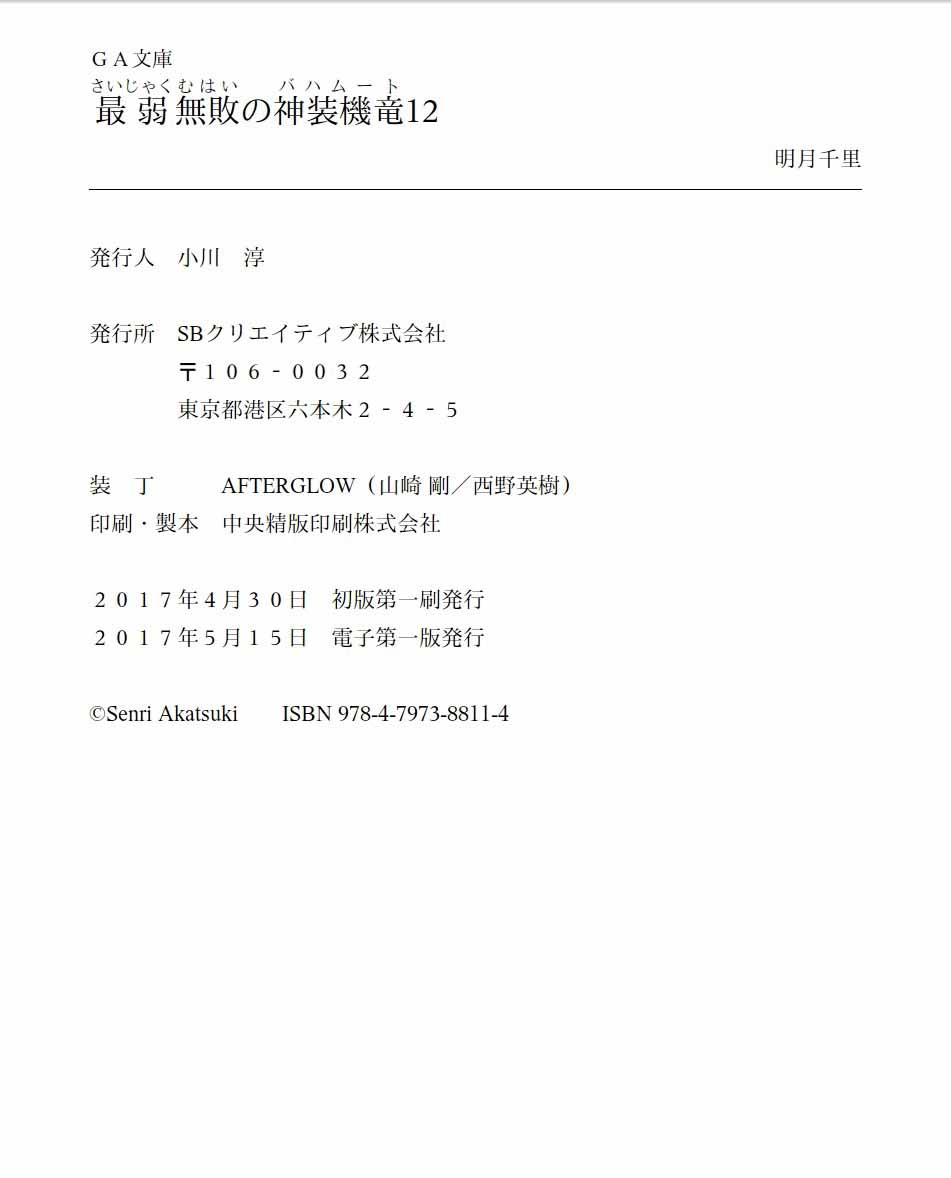 ＧＡ文庫
さいじゃくむはい　バハムート
最弱無敗の神装機竜12
明月千里
発行人　小川　淳
発行所　SBクリエイティブ株式会社
〒１０６‐００３２
東京都港区六本木２‐４‐５
装　丁　　　AFTERGLOW（山崎 剛／西野英樹）
印刷・製本　中央精版印刷株式会社
２０１７年４月３０日　初版第一刷発行
２０１７年５月１５日　電子第一版発行
©Senri Akatsuki　　ISBN 978-4-7973-8811-4